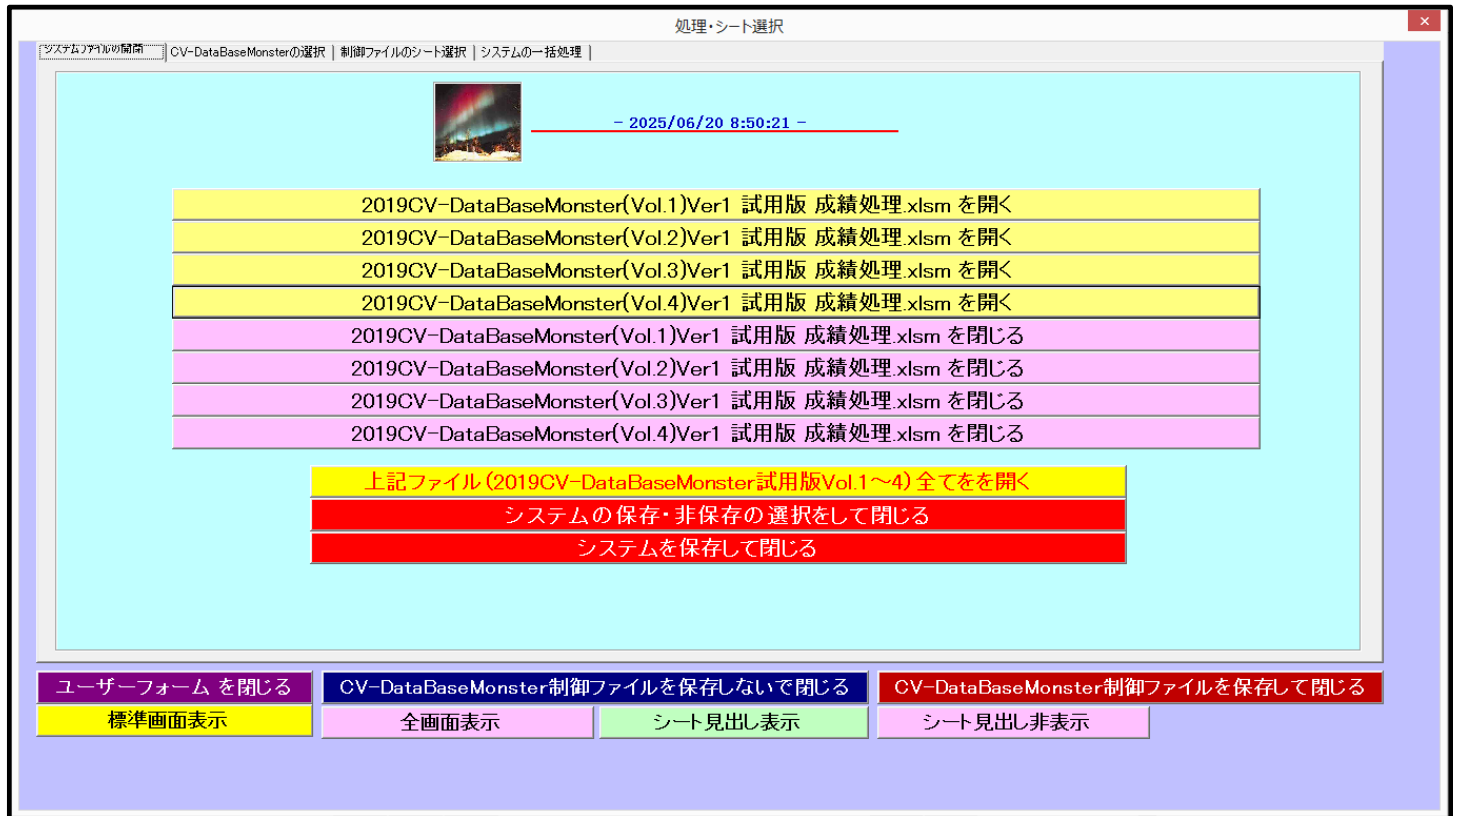 処理・シート選択
システムファイルの開閉
CV-DataBaseMonsterの選択
制御ファイルのシート選択
システムの一括処理
- 2025/06/20 8:50:21 -
2019CV-DataBaseMonster(Vol.1)Ver1 試用版 成績処理.xlsm を開く
2019CV-DataBaseMonster(Vol.2)Ver1 試用版 成績処理.xlsm を開く
2019CV-DataBaseMonster(Vol.3)Ver1 試用版 成績処理.xlsm を開く
2019CV-DataBaseMonster(Vol.4)Ver1 試用版 成績処理.xlsm を開く
2019CV-DataBaseMonster(Vol.1)Ver1 試用版 成績処理.xlsm を閉じる
2019CV-DataBaseMonster(Vol.2)Ver1 試用版 成績処理.xlsm を閉じる
2019CV-DataBaseMonster(Vol.3)Ver1 試用版 成績処理.xlsm を閉じる
2019CV-DataBaseMonster(Vol.4)Ver1 試用版 成績処理.xlsm を閉じる
上記ファイル(2019CV-DataBaseMonster試用版Vol.1～4)全てをを開く
システムの保存・非保存の選択をして閉じる
システムを保存して閉じる
ユーザーフォーム を閉じる
CV-DataBaseMonster制御ファイルを保存しないで閉じる
CV-DataBaseMonster制御ファイルを保存して閉じる
標準画面表示
全画面表示
シート見出し表示
シート見出し非表示